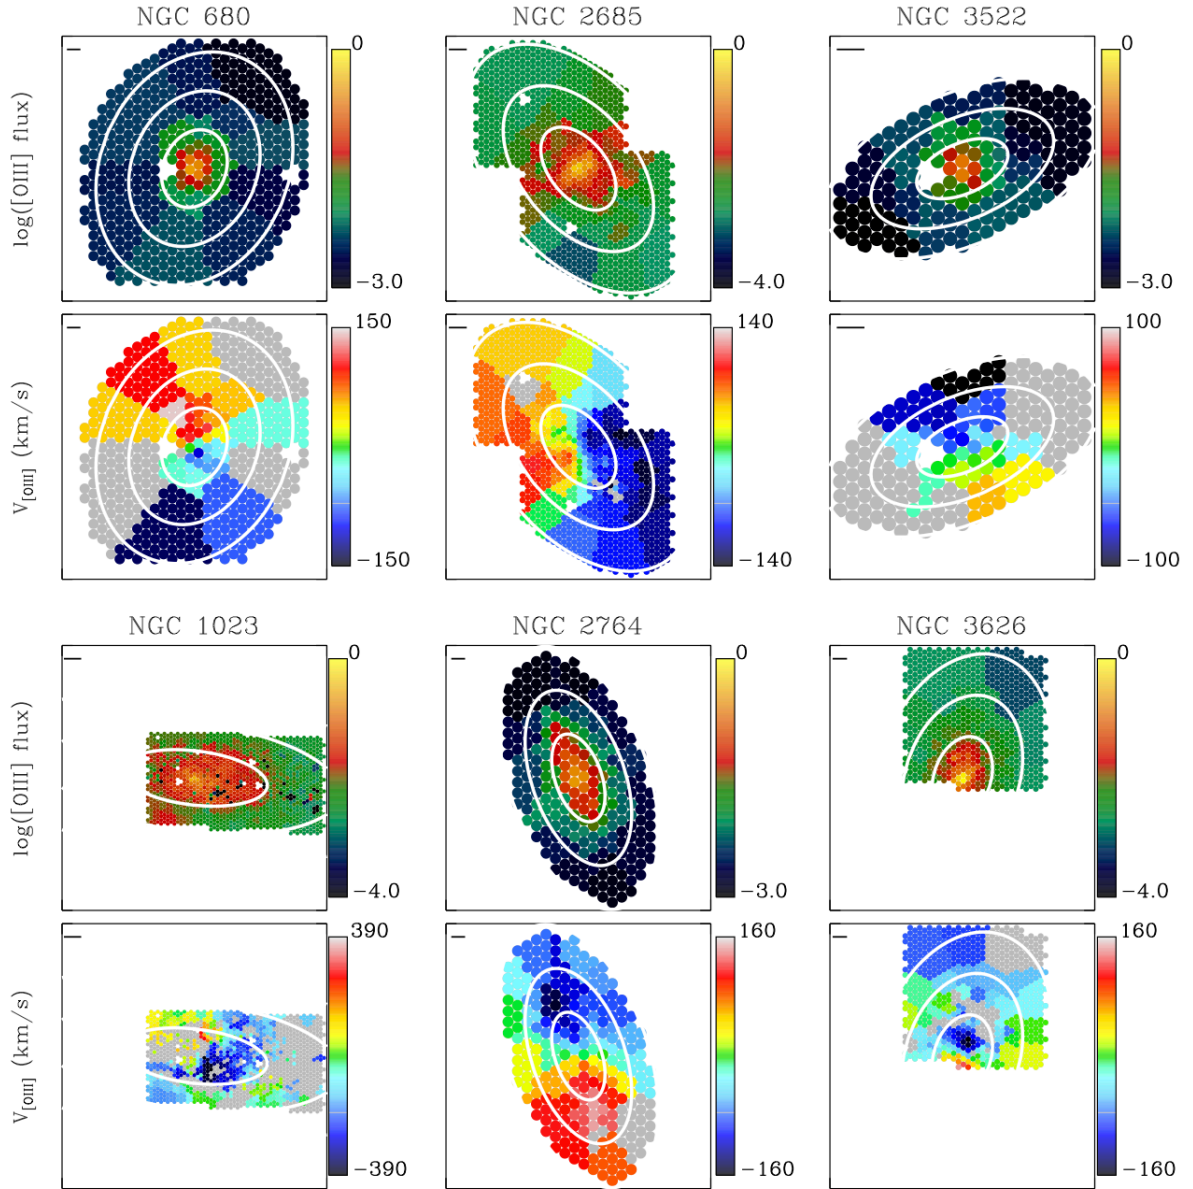 NGC 680 NGC 2685 NGC 3522
log([OIII] flux)
0 0 0
−3.0 −4.0 −3.0
V[OIII] (km/s)
150 140 100
−150 −140 −100
NGC 1023 NGC 2764 NGC 3626
log([OIII] flux)
0 0 0
−4.0 −3.0 −4.0
V[OIII] (km/s)
390 160 160
−390 −160 −160